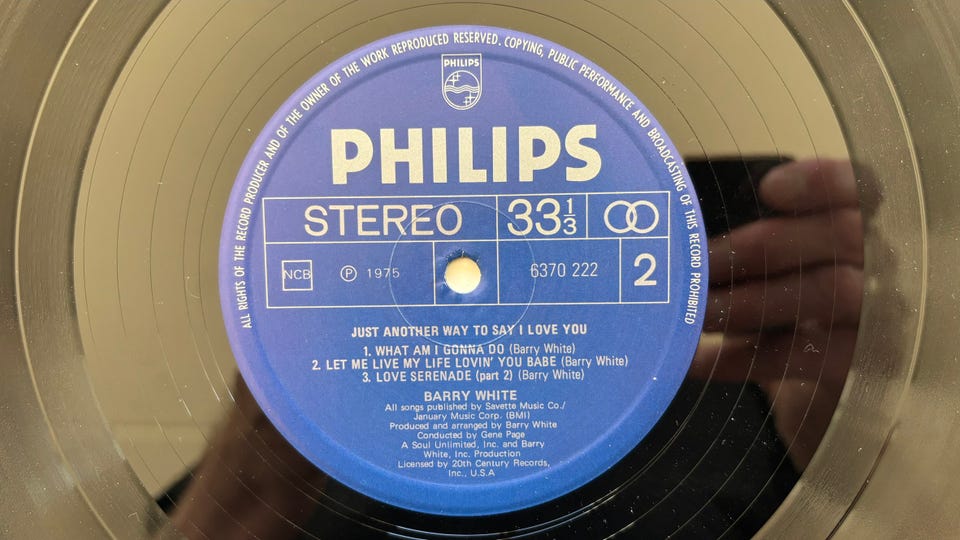 ALL RIGHTS OF THE RECORD PRODUCER AND OF THE OWNER OF THE WORK REPRODUCED RESERVED. COPYING, PUBLIC PERFORMANCE AND BROADCASTING OF THIS RECORD PROHIBITED
PHILIPS
PHILIPS
STEREO 33 1/3
NCB Ⓟ 1975 6370 222 2
JUST ANOTHER WAY TO SAY I LOVE YOU
1. WHAT AM I GONNA DO (Barry White)
2. LET ME LIVE MY LIFE LOVIN' YOU BABE (Barry White)
3. LOVE SERENADE (part 2) (Barry White)
BARRY WHITE
All songs published by Savette Music Co./
January Music Corp. (BMI)
Produced and arranged by Barry White
Conducted by Gene Page
A Soul Unlimited, Inc. and Barry
White, Inc. Production
Licensed by 20th Century Records,
Inc., U.S.A